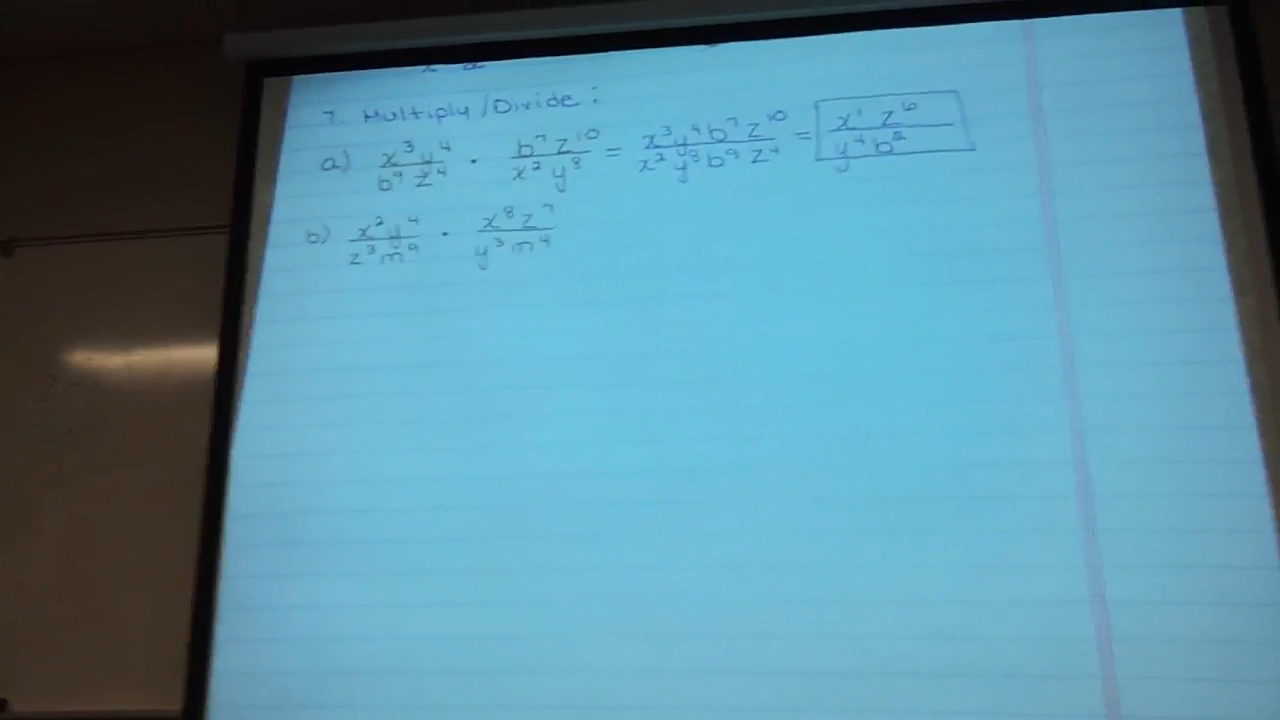 7. Multiply/Divide:
a) x³y⁴/b⁹z⁴ · b⁷z¹⁰/x²y⁸ = x³y⁴b⁷z¹⁰/x²y⁸b⁹z⁴ = x¹z⁶/y⁴b²
b) x²y⁴/z³m⁹ · x⁸z⁷/y³m⁴